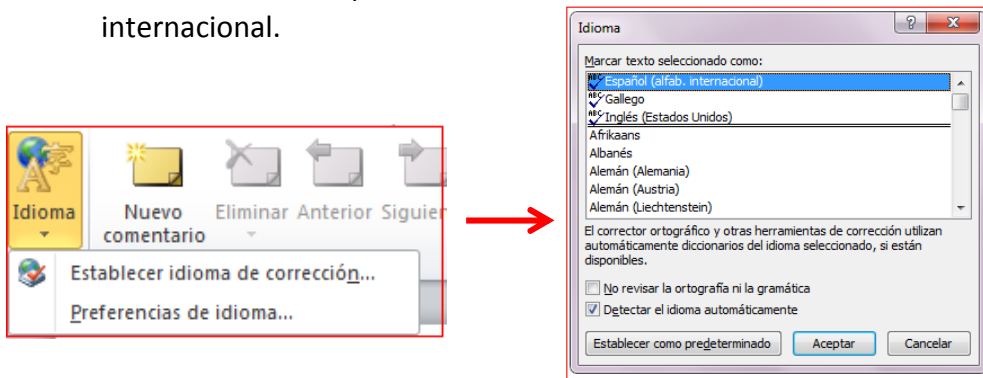 internacional.
Idioma
Nuevo
comentario
Eliminar
Anterior
Establecer idioma de corrección...
Preferencias de idioma...
Idioma
Marcar texto seleccionado como:
Español (alfab. internacional)
Gallego
Inglés (Estados Unidos)
Afrikaans
Albanés
Alemán (Alemania)
Alemán (Austria)
Alemán (Liechtenstein)
El corrector ortográfico y otras herramientas de corrección utilizan
automáticamente diccionarios del idioma seleccionado, si están
disponibles.
No revisar la ortografía ni la gramática
Detectar el idioma automáticamente
Establecer como predeterminado
Aceptar
Cancelar